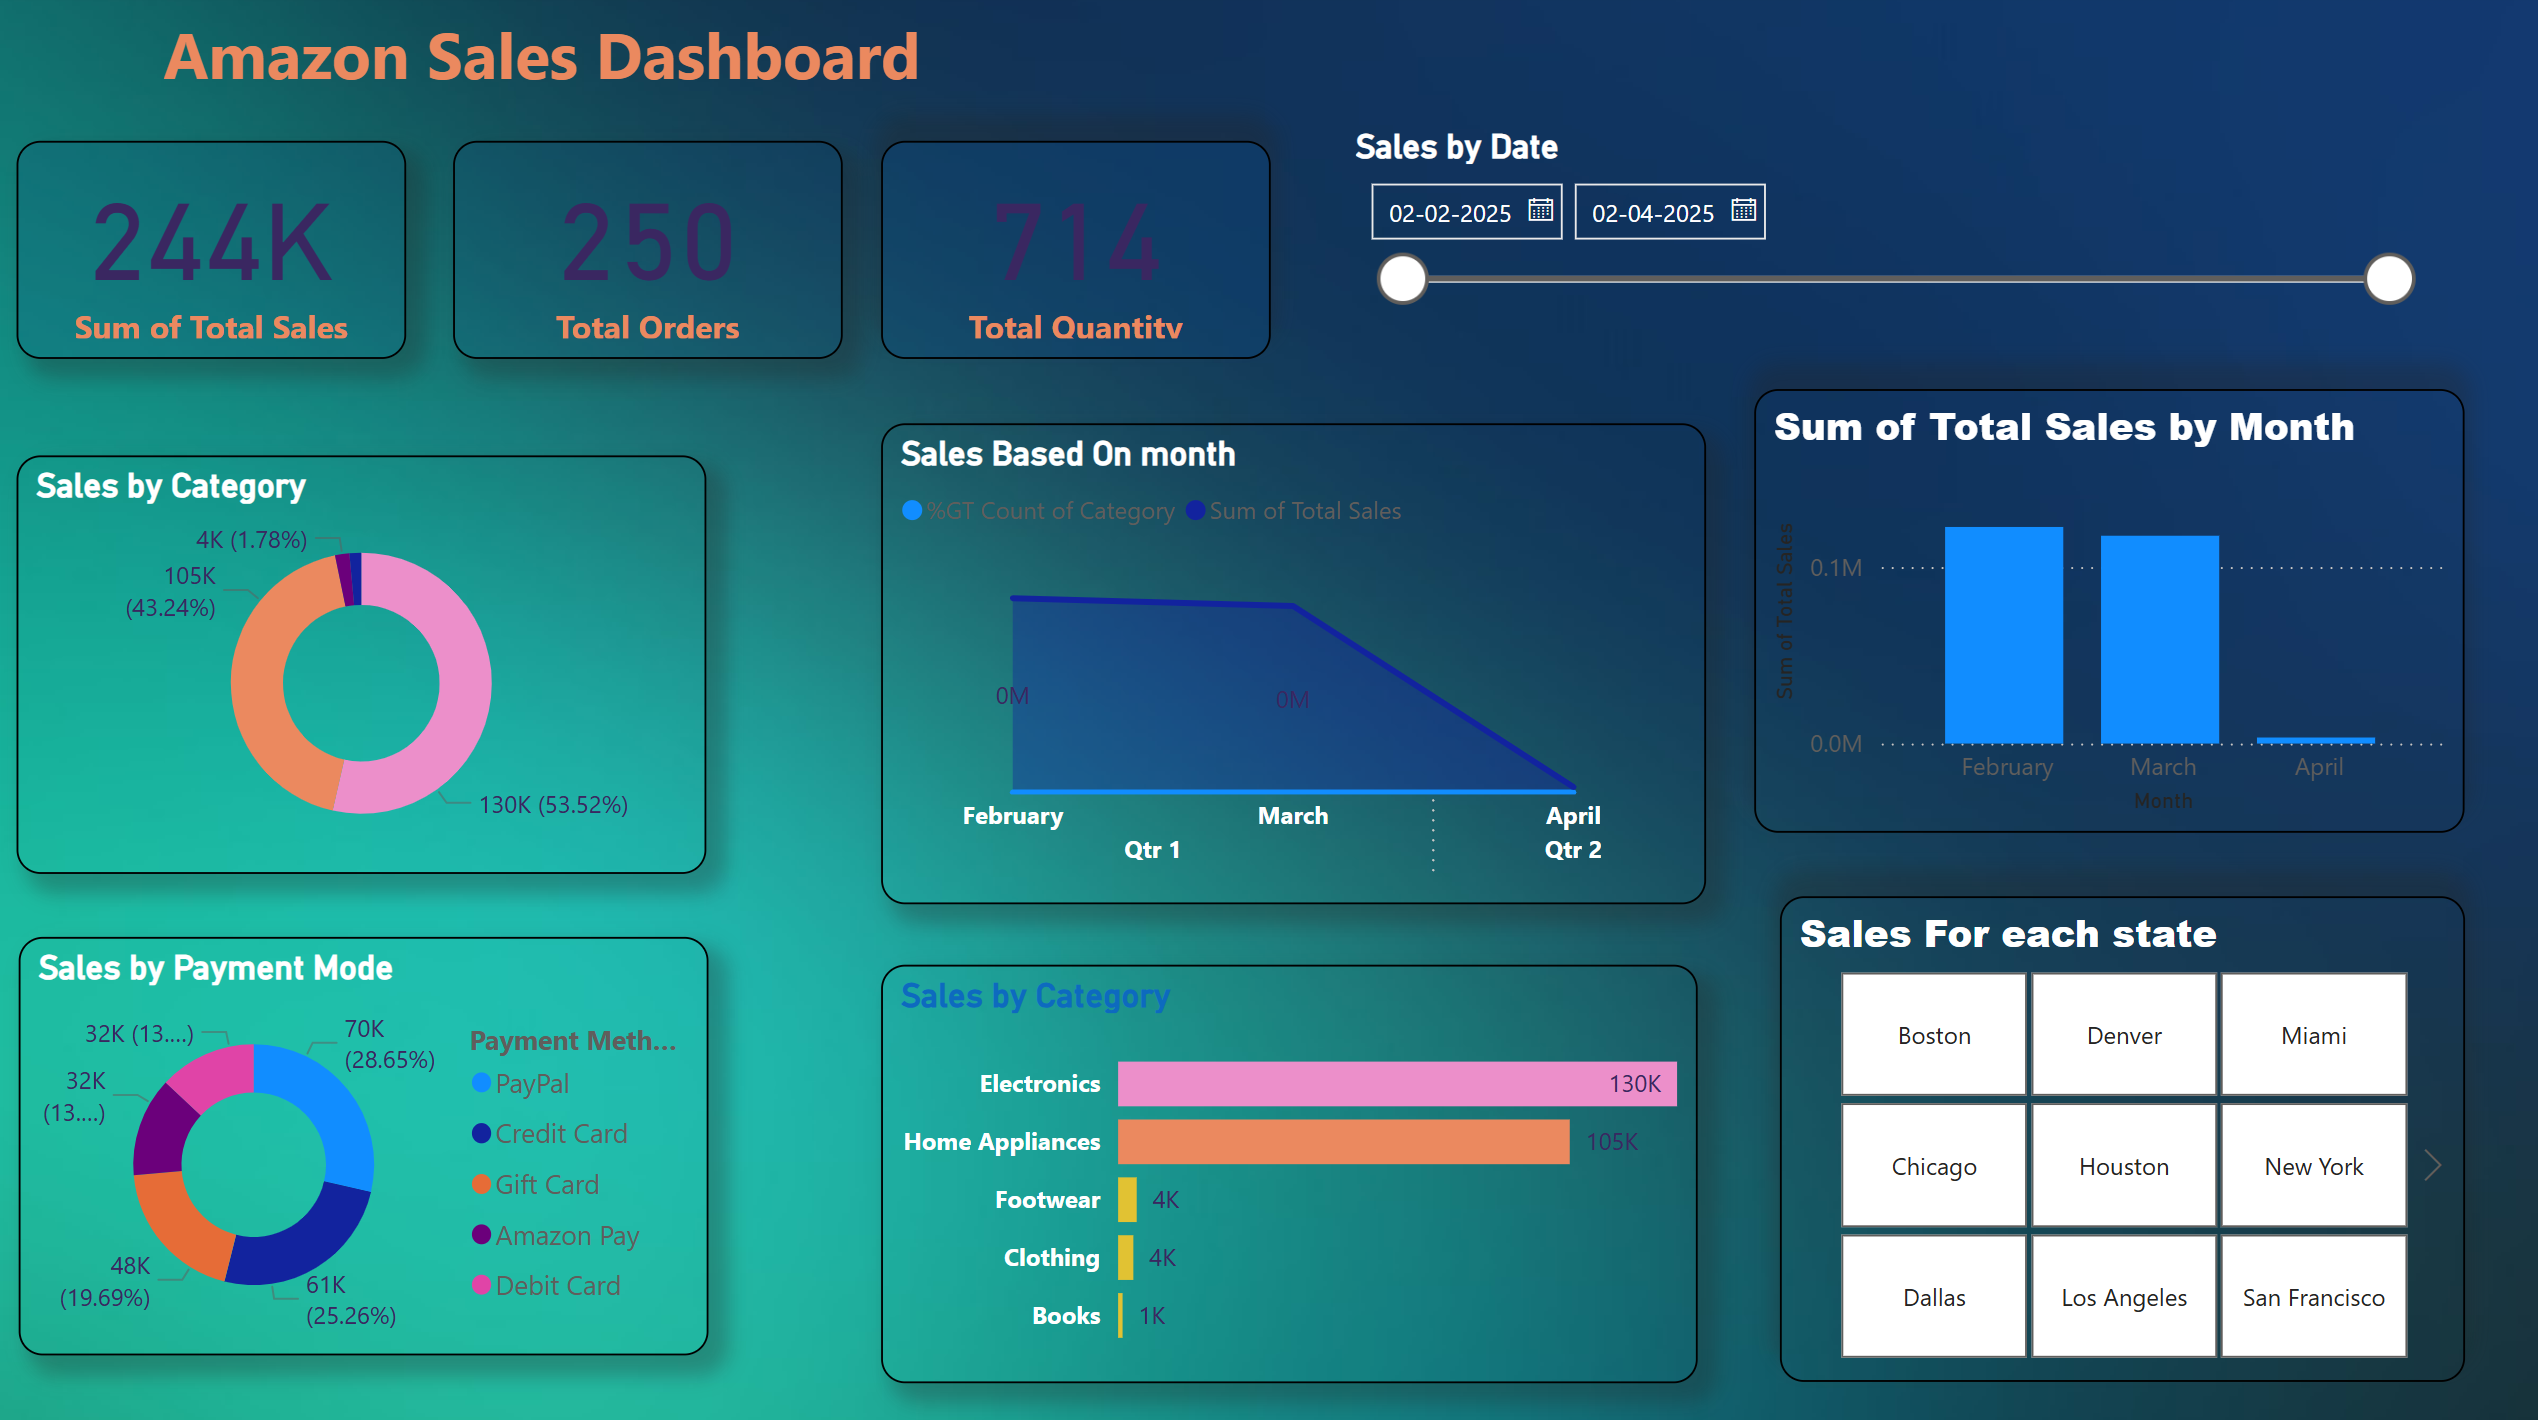 Amazon Sales Dashboard
244K
Sum of Total Sales
250
Total Orders
714
Total Quantity
Sales by Date
02-02-2025
02-04-2025
Sales by Category
4K (1.78%)
105K
(43.24%)
130K (53.52%)
Sales Based On month
%GT Count of Category
Sum of Total Sales
0M
0M
February
March
April
Qtr 1
Qtr 2
Sum of Total Sales by Month
Sum of Total Sales
0.1M
0.0M
February
March
April
Month
Sales by Payment Mode
32K (13....)
70K
(28.65%)
32K
(13....)
48K
(19.69%)
61K
(25.26%)
Payment Meth...
PayPal
Credit Card
Gift Card
Amazon Pay
Debit Card
Sales by Category
Electronics
130K
Home Appliances
105K
Footwear
4K
Clothing
4K
Books
1K
Sales For each state
Boston
Denver
Miami
Chicago
Houston
New York
Dallas
Los Angeles
San Francisco